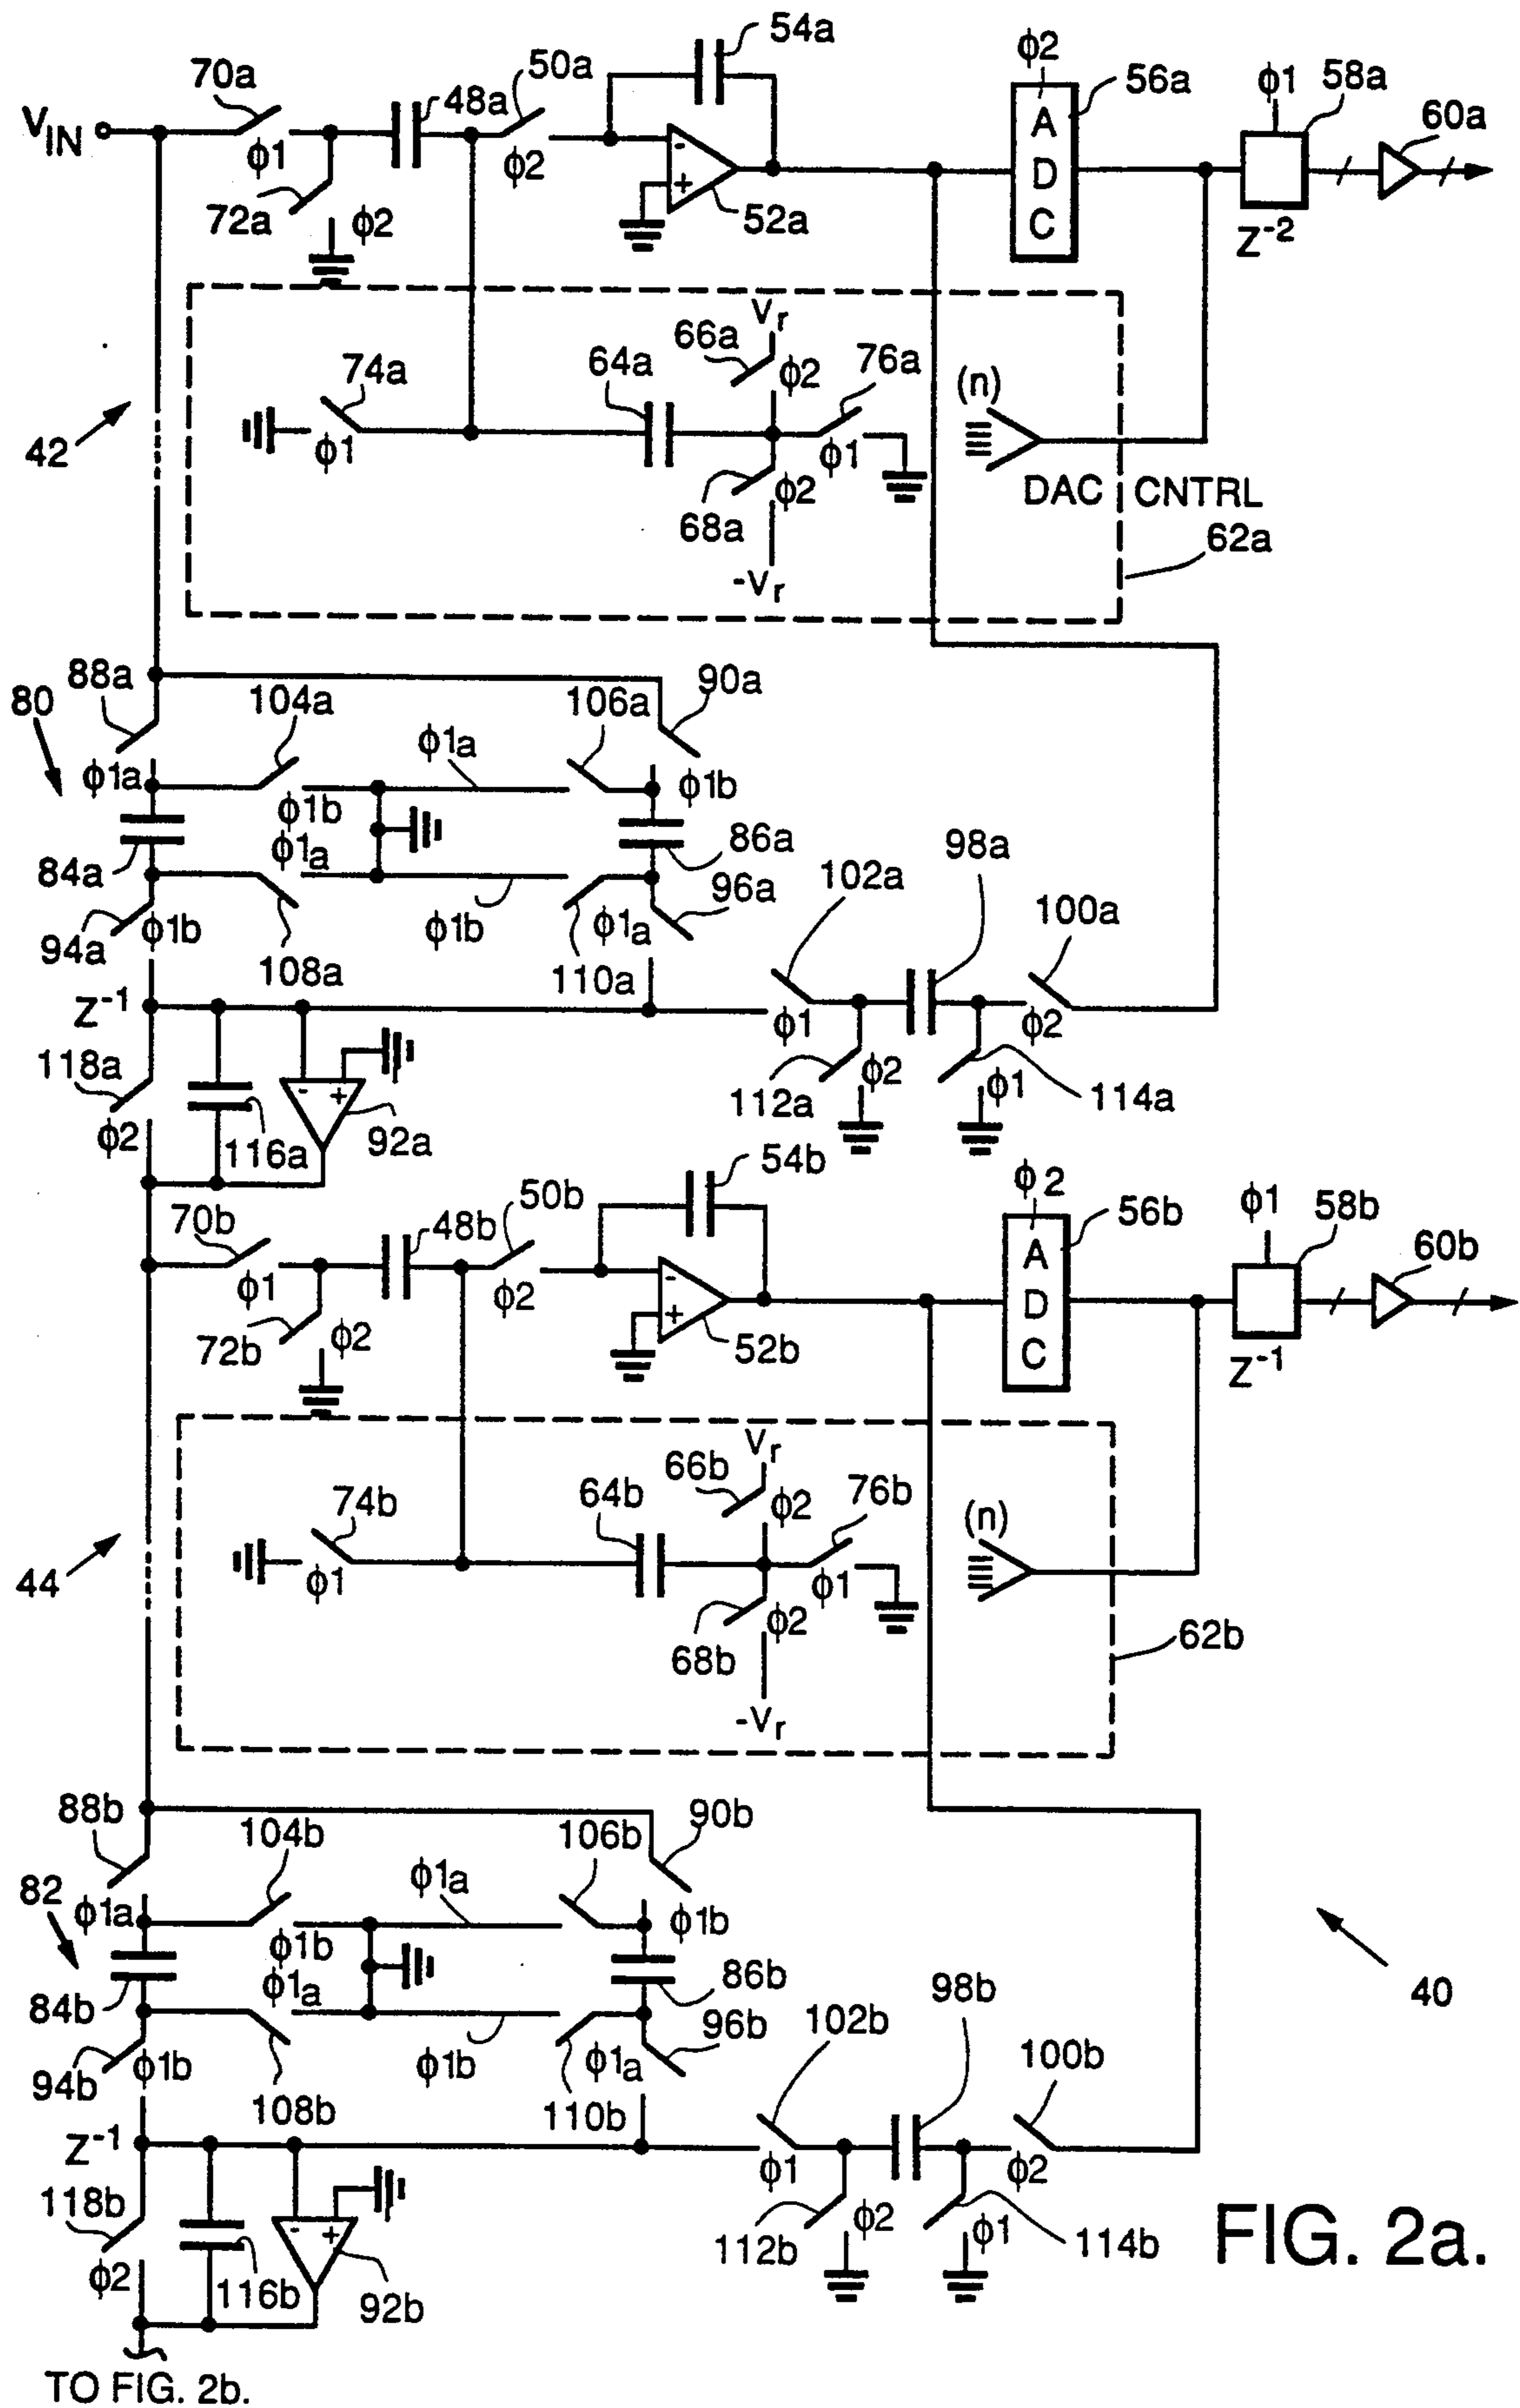 54a
50a
70a
48a
ϕ2
56a
ϕ1
58a
60a
VIN
ϕ1
ϕ2
A
D
C
-
+
52a
72a
ϕ2
Z-2
Vr
66a
ϕ2
76a
74a
64a
(n)
42
ϕ1
ϕ1
ϕ2
68a
DAC CNTRL
62a
-Vr
88a
104a
106a
90a
80
ϕ1a
ϕ1a
ϕ1b
ϕ1b
ϕ1a
86a
84a
98a
102a
96a
100a
94a
ϕ1b
ϕ1b
ϕ1a
108a
110a
Z-1
ϕ1
ϕ2
118a
ϕ2
ϕ1
112a
114a
-
+
ϕ2
116a
92a
54b
50b
70b
48b
ϕ2
56b
ϕ1
58b
60b
ϕ1
ϕ2
A
D
C
-
+
52b
72b
ϕ2
Z-1
Vr
66b
ϕ2
76b
74b
64b
(n)
44
ϕ1
ϕ1
ϕ2
68b
62b
-Vr
88b
104b
106b
90b
82
ϕ1a
ϕ1a
ϕ1b
ϕ1b
ϕ1a
86b
84b
98b
40
102b
96b
100b
94b
ϕ1b
ϕ1b
ϕ1a
108b
110b
Z-1
ϕ1
ϕ2
118b
ϕ2
ϕ1
112b
114b
-
+
ϕ2
116b
92b
FIG. 2a.
TO FIG. 2b.